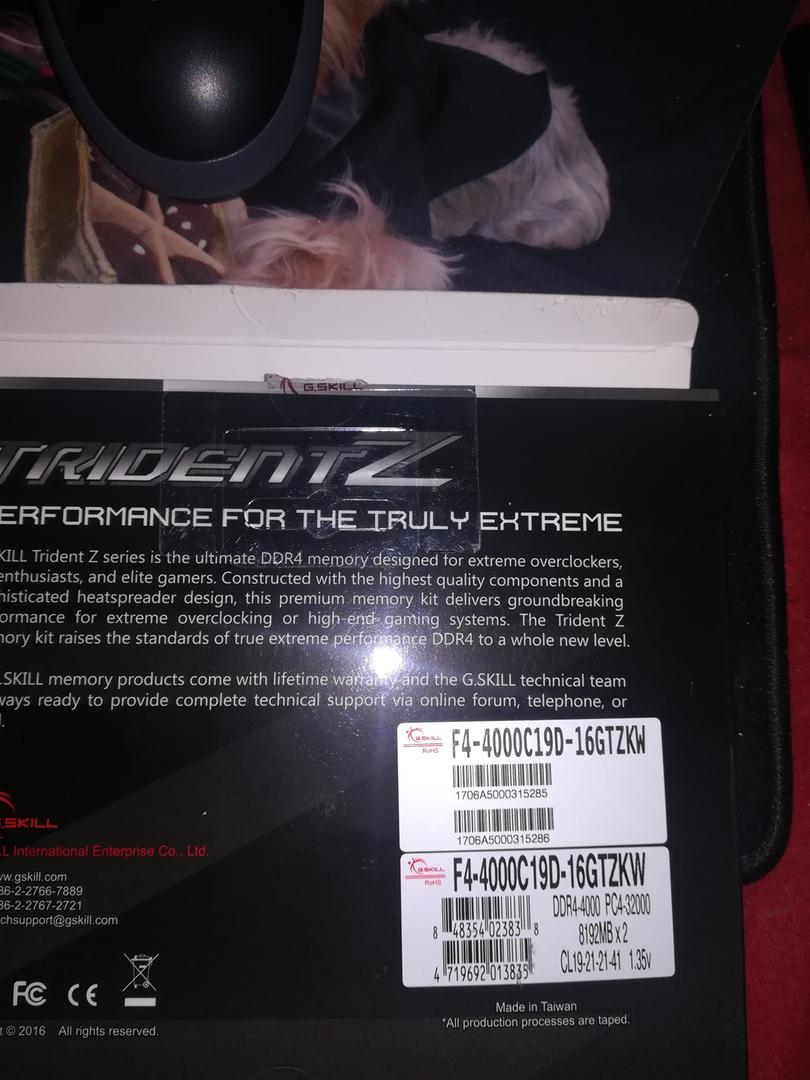 G.SKILL
TRIDENT Z
ERFORMANCE FOR THE TRULY EXTREME
KILL Trident Z series is the ultimate DDR4 memory designed for extreme overclockers,
enthusiasts, and elite gamers. Constructed with the highest quality components and a
histicated heatspreader design, this premium memory kit delivers groundbreaking
ormance for extreme overclocking or high-end gaming systems. The Trident Z
ory kit raises the standards of true extreme performance DDR4 to a whole new level.
.SKILL memory products come with lifetime warranty and the G.SKILL technical team
ways ready to provide complete technical support via online forum, telephone, or
G.SKILL
RoHS
F4-4000C19D-16GTZKW
1706A5000315285
1706A5000315286
G.SKILL
RoHS
F4-4000C19D-16GTZKW
DDR4-4000 PC4-32000
8 48354 02383 8
8192MB x 2
4 719692 013835
CL19-21-21-41 1.35v
Made in Taiwan
*All production processes are taped.
.SKILL
LL International Enterprise Co., Ltd.
ww.gskill.com
86-2-2766-7889
86-2-2767-2721
chsupport@gskill.com
FC CE
t © 2016 All rights reserved.